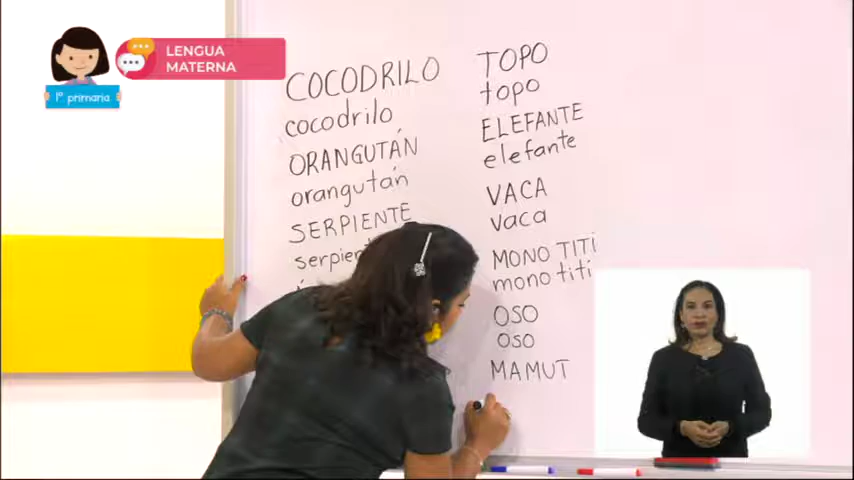 LENGUA
MATERNA
1° primaria
COCODRILO
cocodrilo
ORANGUTÁN
orangután
SERPIENTE
TOPO
topo
ELEFANTE
elefante
VACA
vaca
MONO TITI
mono tití
OSO
oso
MAMUT